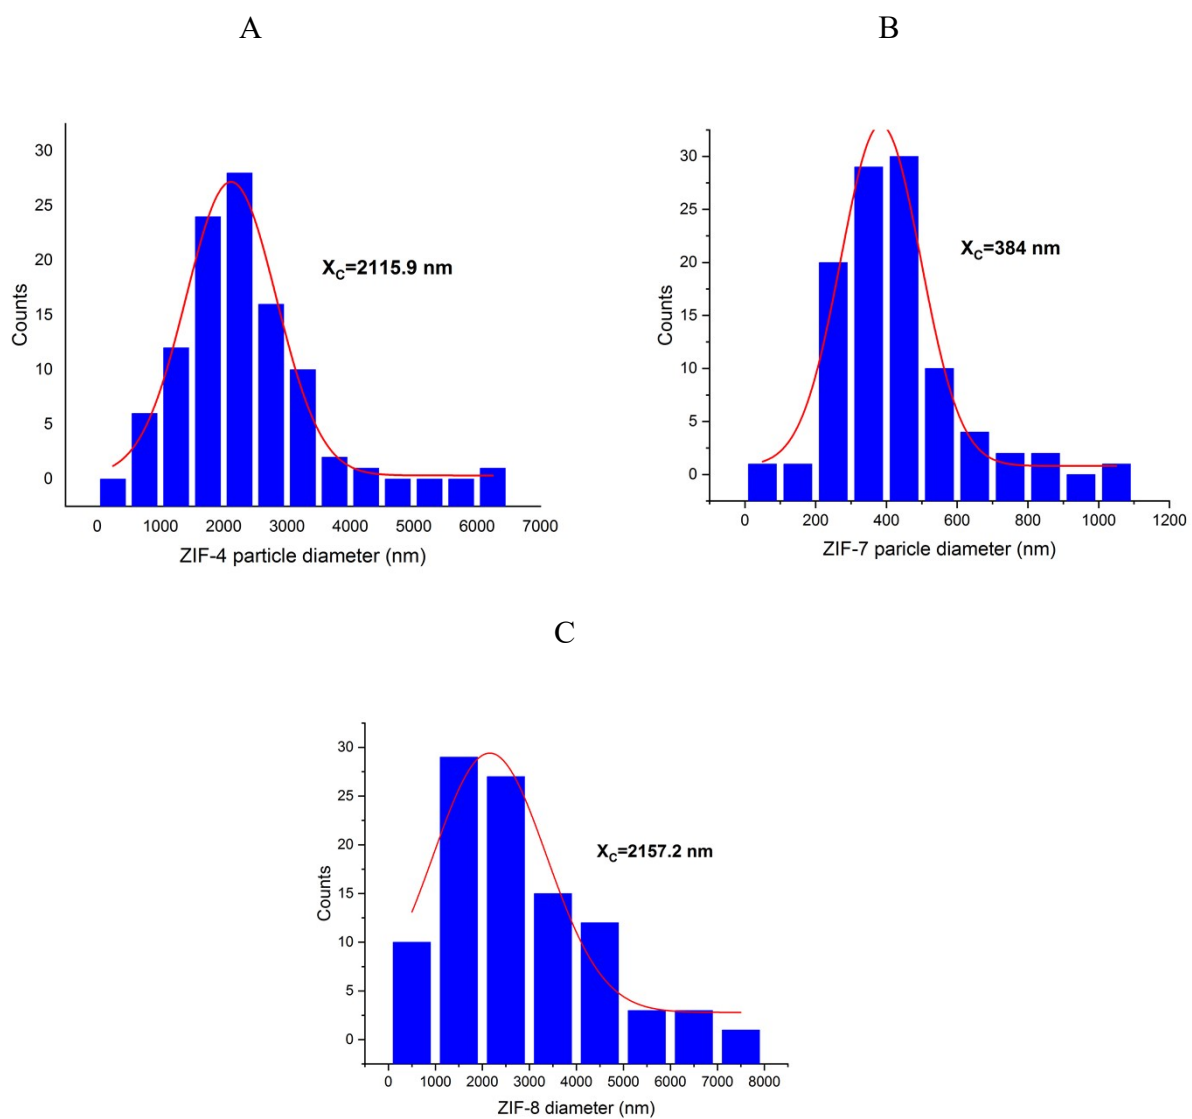 A
B
30
25
20
15
10
5
0
Counts
X_C=2115.9 nm
0 1000 2000 3000 4000 5000 6000 7000
ZIF-4 particle diameter (nm)
30
25
20
15
10
5
0
Counts
X_C=384 nm
0 200 400 600 800 1000 1200
ZIF-7 paricle diameter (nm)
C
30
25
20
15
10
5
0
Counts
X_C=2157.2 nm
0 1000 2000 3000 4000 5000 6000 7000 8000
ZIF-8 diameter (nm)